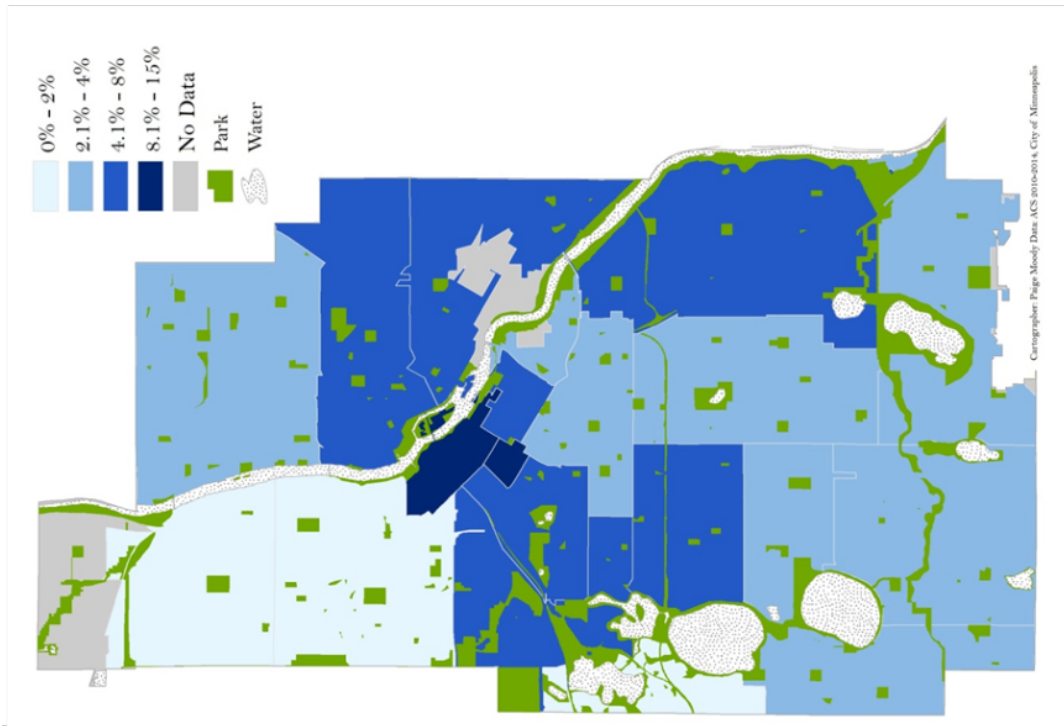 0% - 2%
2.1% - 4%
4.1% - 8%
8.1% - 15%
No Data
Park
Water
Cartographer: Paige Moody Data: ACS 2010-2014, City of Minneapolis